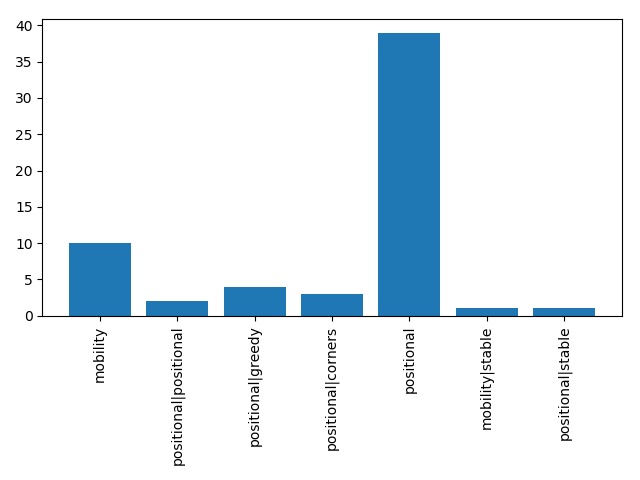 40
35
30
25
20
15
10
5
0
mobility
positional|positional
positional|greedy
positional|corners
positional
mobility|stable
positional|stable